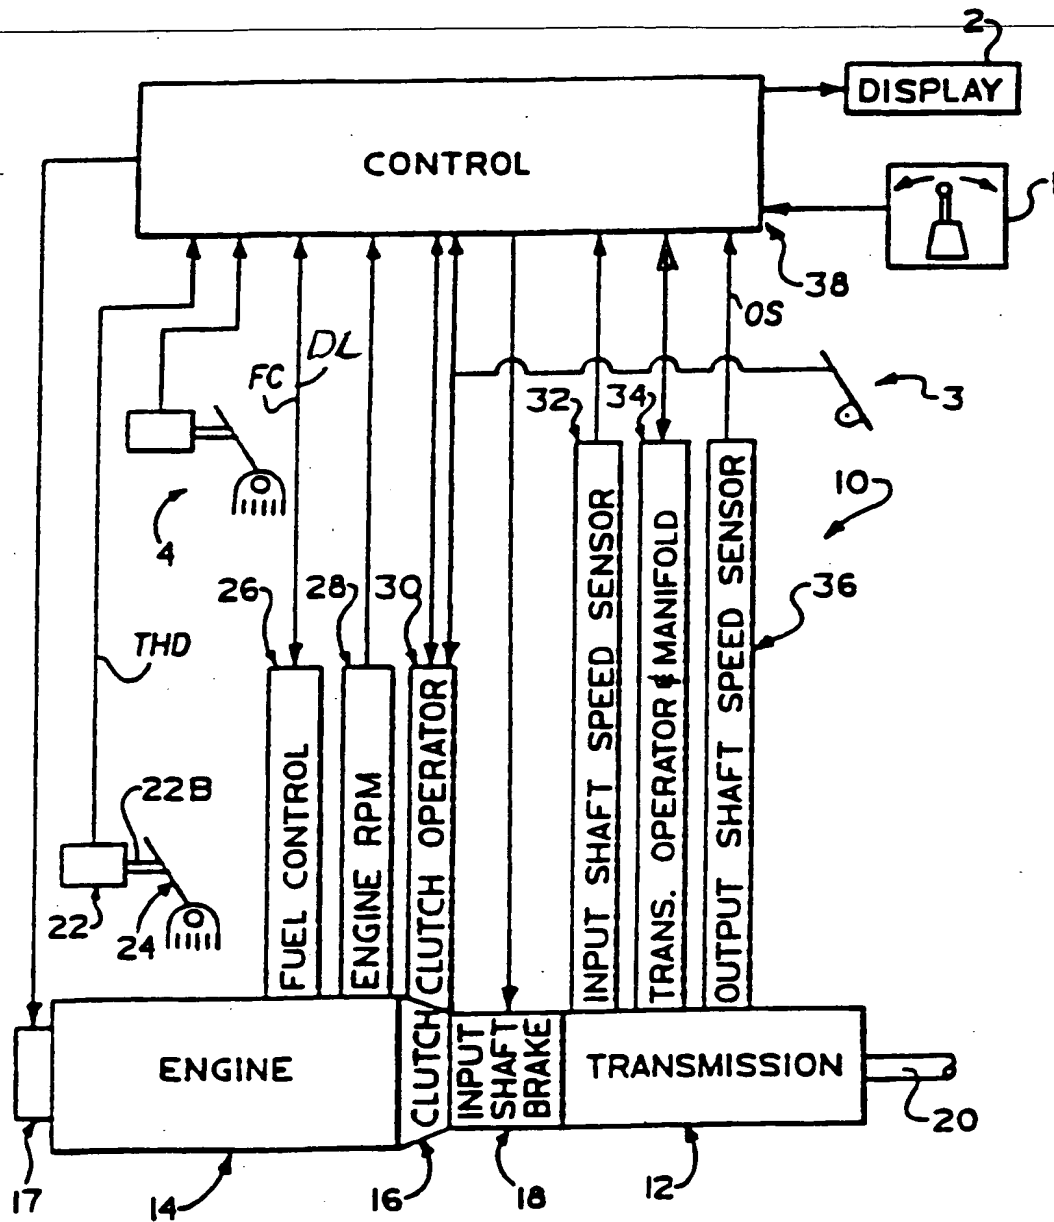 2
DISPLAY
CONTROL
1
38
OS
DL
FC
3
32
34
10
4
26
28
30
36
THD
22B
22
24
FUEL CONTROL
ENGINE RPM
CLUTCH OPERATOR
INPUT SHAFT SPEED SENSOR
TRANS. OPERATOR & MANIFOLD
OUTPUT SHAFT SPEED SENSOR
ENGINE
CLUTCH
INPUT
SHAFT
BRAKE
TRANSMISSION
20
17
14
16
18
12